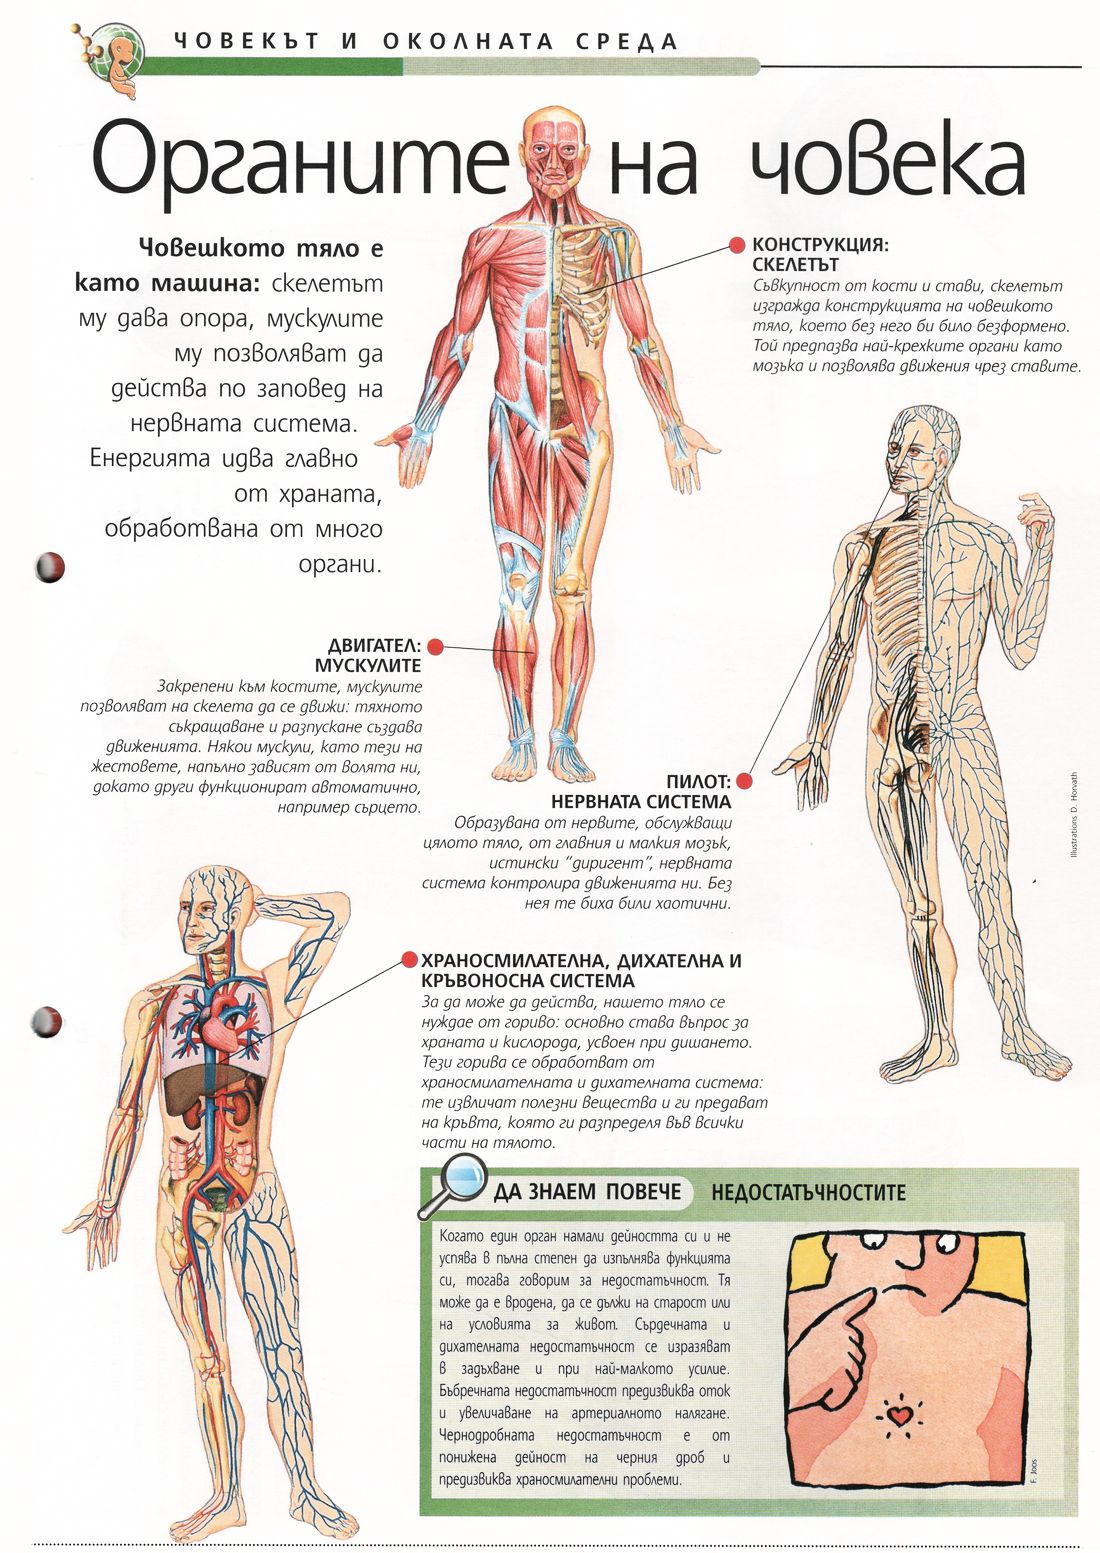 ЧОВЕКЪТ И ОКОЛНАТА СРЕДА
Органите на човека
Човешкото тяло е
като машина: скелетът
му дава опора, мускулите
му позволяват да
действа по заповед на
нервната система.
Енергията идва главно
от храната,
обработвана от много
органи.
КОНСТРУКЦИЯ:
СКЕЛЕТЪТ
Съвкупност от кости и стави, скелетът
изгражда конструкцията на човешкото
тяло, което без него би било безформено.
Той предпазва най-крехките органи като
мозъка и позволява движения чрез ставите.
ДВИГАТЕЛ:
МУСКУЛИТЕ
Закрепени към костите, мускулите
позволяват на скелета да се движи: тяхното
съкращаване и разпускане създава
движенията. Някои мускули, като тези на
жестовете, напълно зависят от волята ни,
докато други функционират автоматично,
например сърцето.
ПИЛОТ:
НЕРВНАТА СИСТЕМА
Образувана от нервите, обслужващи
цялото тяло, от главния и малкия мозък,
истински “диригент”, нервната
система контролира движенията ни. Без
нея те биха били хаотични.
Illustrations D. Horvath
ХРАНОСМИЛАТЕЛНА, ДИХАТЕЛНА И
КРЪВОНОСНА СИСТЕМА
За да може да действа, нашето тяло се
нуждае от гориво: основно става въпрос за
храната и кислорода, усвоен при дишането.
Тези горива се обработват от
храносмилателната и дихателната система:
те извличат полезни вещества и ги предават
на кръвта, която ги разпределя във всички
части на тялото.
ДА ЗНАЕМ ПОВЕЧЕ НЕДОСТАТЪЧНОСТИТЕ
Когато един орган намали дейността си и не
успява в пълна степен да изпълнява функцията
си, тогава говорим за недостатъчност. Тя
може да е вродена, да се дължи на старост или
на условията за живот. Сърдечната и
дихателната недостатъчност се изразяват
в задъхване и при най-малкото усилие.
Бъбречната недостатъчност предизвиква оток
и увеличаване на артериалното налягане.
Чернодробната недостатъчност е от
понижена дейност на черния дроб и
предизвиква храносмилателни проблеми.
F. Joos